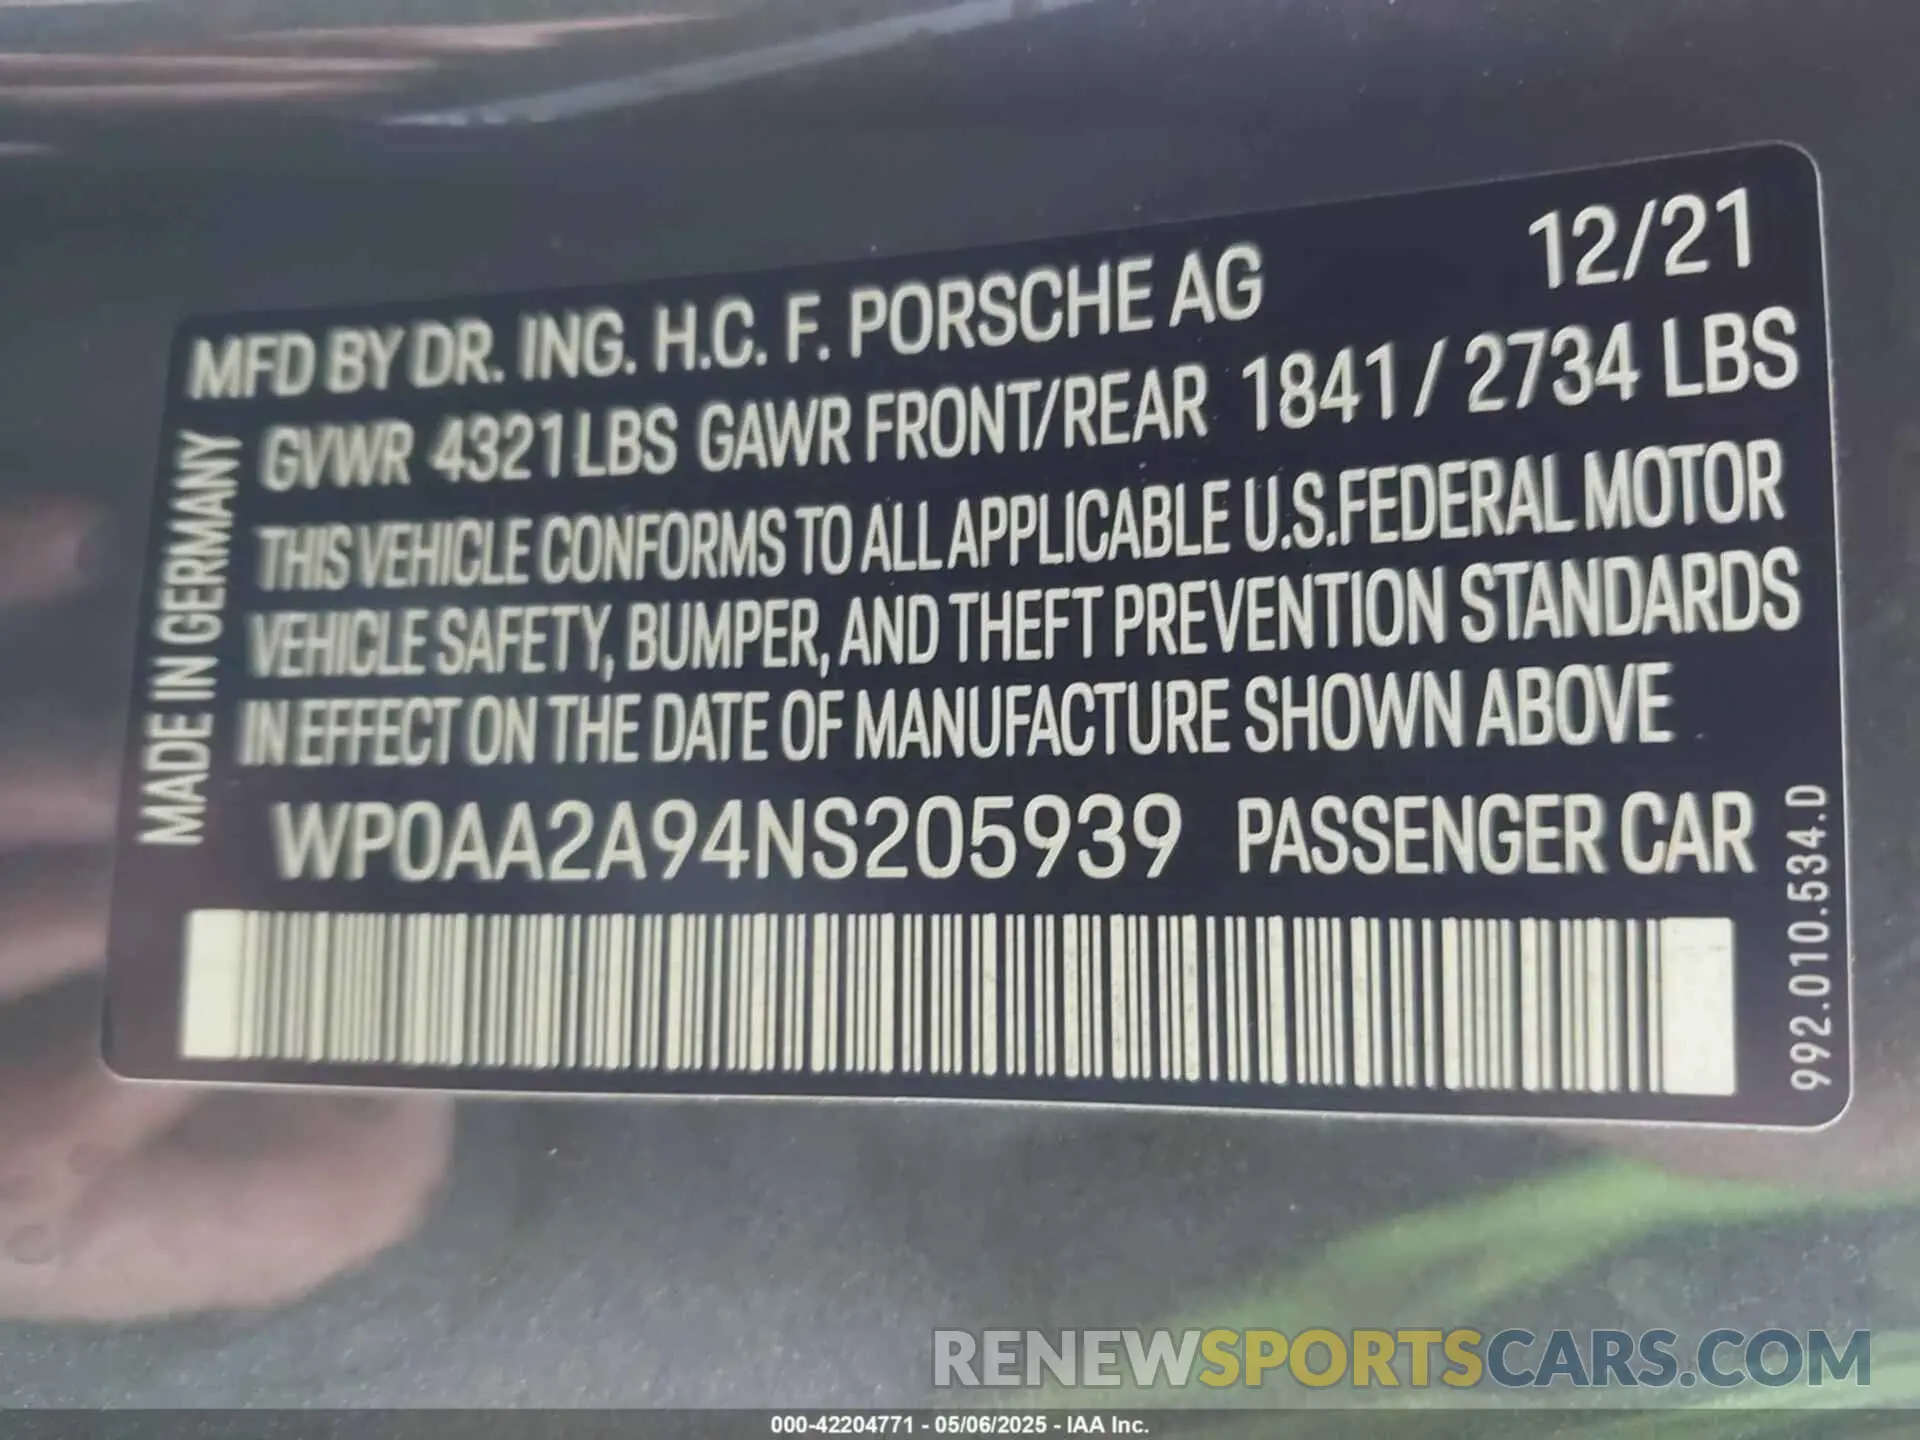 12/21
MFD BY DR. ING. H.C. F. PORSCHE AG
GVWR 4321 LBS GAWR FRONT/REAR 1841 / 2734 LBS
THIS VEHICLE CONFORMS TO ALL APPLICABLE U.S.FEDERAL MOTOR
VEHICLE SAFETY, BUMPER, AND THEFT PREVENTION STANDARDS
IN EFFECT ON THE DATE OF MANUFACTURE SHOWN ABOVE
WP0AA2A94NS205939 PASSENGER CAR
MADE IN GERMANY
992.010.534.D
RENEWSPORTSCARS.COM
000-42204771 - 05/06/2025 - IAA Inc.